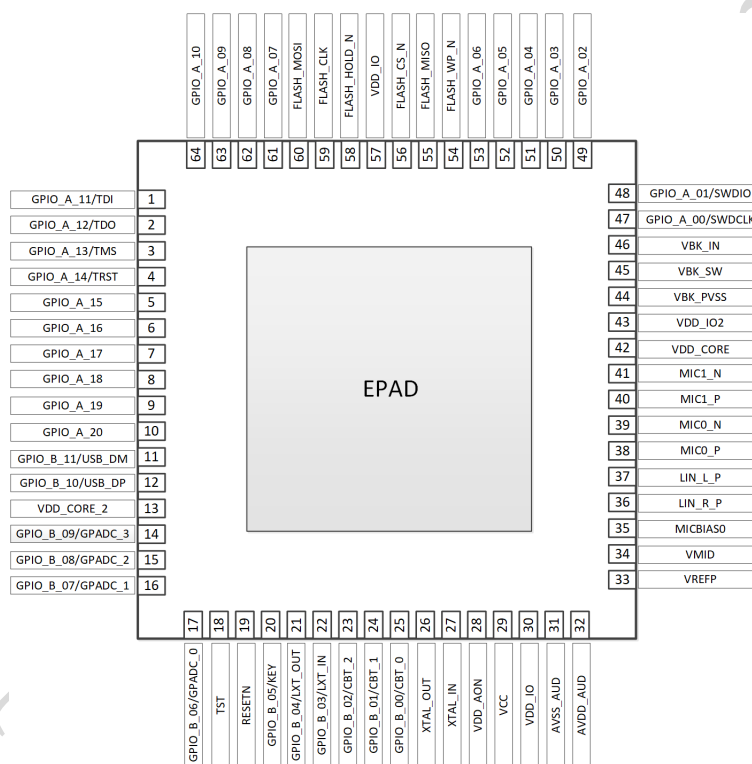 GPIO_A_10
GPIO_A_09
GPIO_A_08
GPIO_A_07
FLASH_MOSI
FLASH_CLK
FLASH_HOLD_N
VDD_IO
FLASH_CS_N
FLASH_MISO
FLASH_WP_N
GPIO_A_06
GPIO_A_05
GPIO_A_04
GPIO_A_03
GPIO_A_02
64
63
62
61
60
59
58
57
56
55
54
53
52
51
50
49
GPIO_A_11/TDI 1
GPIO_A_12/TDO 2
GPIO_A_13/TMS 3
GPIO_A_14/TRST 4
GPIO_A_15 5
GPIO_A_16 6
GPIO_A_17 7
GPIO_A_18 8
GPIO_A_19 9
GPIO_A_20 10
GPIO_B_11/USB_DM 11
GPIO_B_10/USB_DP 12
VDD_CORE_2 13
GPIO_B_09/GPADC_3 14
GPIO_B_08/GPADC_2 15
GPIO_B_07/GPADC_1 16
EPAD
48 GPIO_A_01/SWDIO
47 GPIO_A_00/SWDCLK
46 VBK_IN
45 VBK_SW
44 VBK_PVSS
43 VDD_IO2
42 VDD_CORE
41 MIC1_N
40 MIC1_P
39 MIC0_N
38 MIC0_P
37 LIN_L_P
36 LIN_R_P
35 MICBIAS0
34 VMID
33 VREFP
17
18
19
20
21
22
23
24
25
26
27
28
29
30
31
32
GPIO_B_06/GPADC_0
TST
RESETN
GPIO_B_05/KEY
GPIO_B_04/LXT_OUT
GPIO_B_03/LXT_IN
GPIO_B_02/CBT_2
GPIO_B_01/CBT_1
GPIO_B_00/CBT_0
XTAL_OUT
XTAL_IN
VDD_AON
VCC
VDD_IO
AVSS_AUD
AVDD_AUD